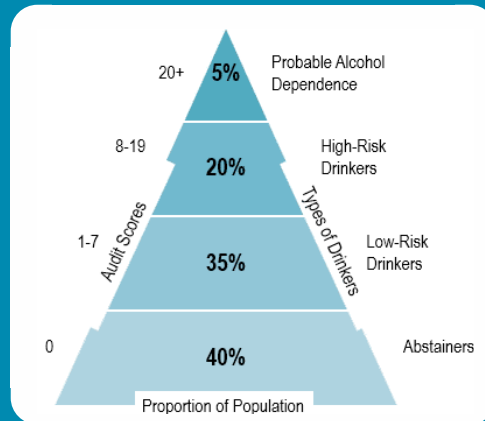 20+
5%
Probable Alcohol
Dependence
8-19
20%
High-Risk
Drinkers
Audit Scores
Types of Drinkers
1-7
35%
Low-Risk
Drinkers
0
40%
Abstainers
Proportion of Population